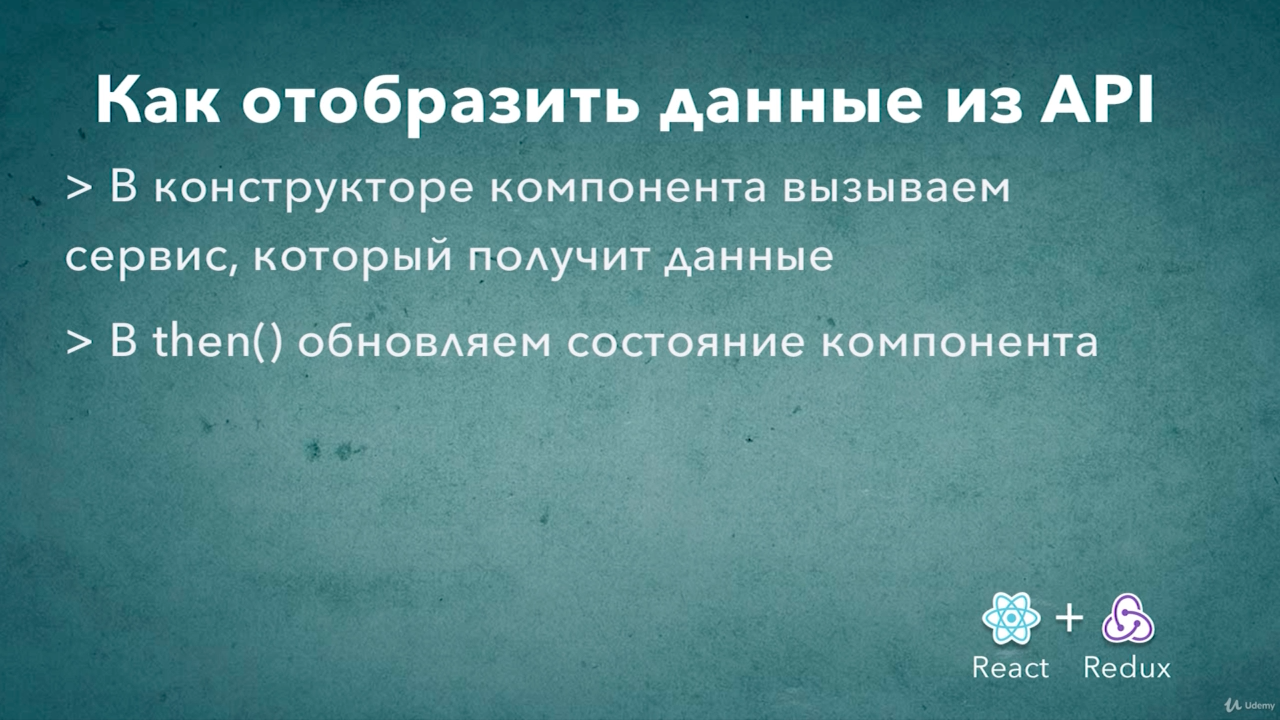 Как отобразить данные из API
> В конструкторе компонента вызываем
сервис, который получит данные
> В then() обновляем состояние компонента
+
React Redux
Udemy